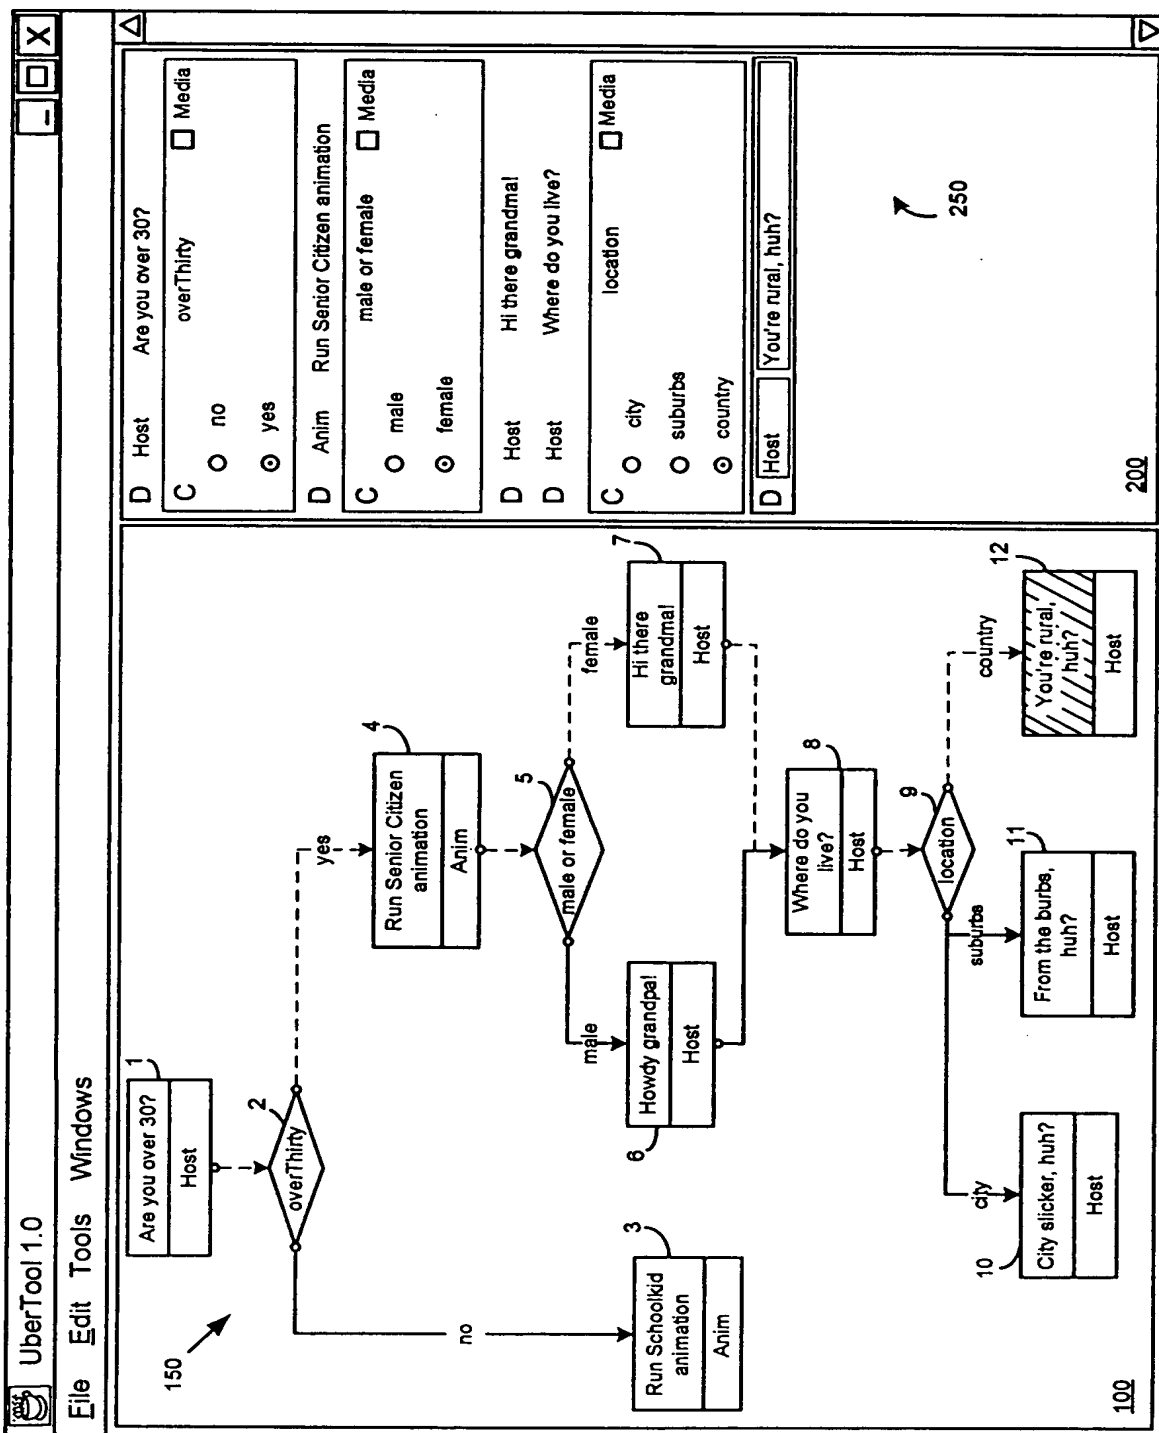 UberTool 1.0
_ X
File Edit Tools Windows
150
Are you over 30?
Host
1
overThirty
2
no
yes
Run Schoolkid
animation
Anim
3
Run Senior Citizen
animation
Anim
4
male or female
5
male
female
Howdy grandpa!
Host
6
Hi there
grandma!
Host
7
Where do you
live?
Host
8
location
9
city
suburbs
country
City slicker, huh?
Host
10
From the burbs,
huh?
Host
11
You're rural,
huh?
Host
12
100
D Host Are you over 30?
C overThirty Media
no
yes
D Anim Run Senior Citizen animation
C male or female Media
male
female
D Host Hi there grandma!
D Host Where do you live?
C location Media
city
suburbs
country
D Host You're rural, huh?
250
200